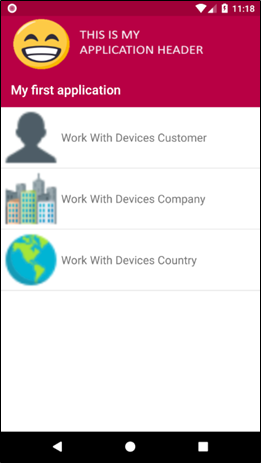 11:18
THIS IS MY
APPLICATION HEADER
My first application
Work With Devices Customer
Work With Devices Company
Work With Devices Country